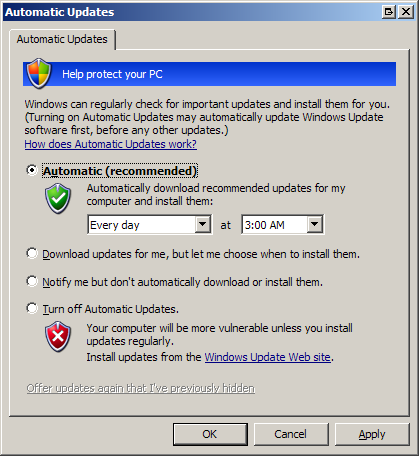 Automatic Updates
Automatic Updates
Help protect your PC
Windows can regularly check for important updates and install them for you.
(Turning on Automatic Updates may automatically update Windows Update
software first, before any other updates.)
How does Automatic Updates work?
Automatic (recommended)
Automatically download recommended updates for my
computer and install them:
Every day at 3:00 AM
Download updates for me, but let me choose when to install them.
Notify me but don't automatically download or install them.
Turn off Automatic Updates.
Your computer will be more vulnerable unless you install
updates regularly.
Install updates from the Windows Update Web site.
Offer updates again that I've previously hidden
OK Cancel Apply